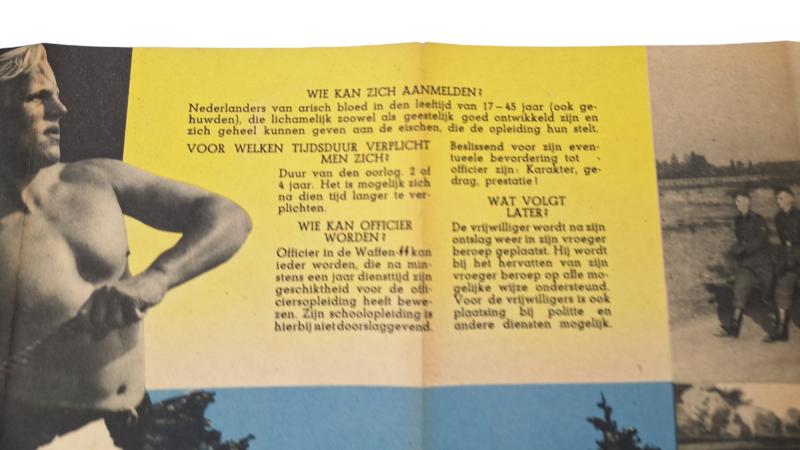 WIE KAN ZICH AANMELDEN?
Nederlanders van arisch bloed in den leeftijd van 17–45 jaar (ook ge-
huwden), die lichamelijk zoowel als geestelijk goed ontwikkeld zijn en
zich geheel kunnen geven aan de eischen, die de opleiding hun stelt.
VOOR WELKEN TIJDSDUUR VERPLICHT
MEN ZICH?
Duur van den oorlog, 2 of
4 jaar. Het is mogelijk zich
na dien tijd langer te ver-
plichten.
WIE KAN OFFICIER
WORDEN?
Officier in de Waffen-ᛋᛋ kan
ieder worden, die na min-
stens een jaar diensttijd zijn
geschiktheid voor de offi-
ciersopleiding heeft bewe-
zen. Zijn schoolopleiding is
hierbij niet doorslaggevend.
Beslissend voor zijn even-
tueele bevordering tot
officier zijn: Karakter, ge-
drag, prestatie!
WAT VOLGT
LATER?
De vrijwilliger wordt na zijn
ontslag weer in zijn vroeger
beroep geplaatst. Hij wordt
bij het hervatten van zijn
vroeger beroep op alle mo-
gelijke wijze ondersteund.
Voor de vrijwilligers is ook
plaatsing bij politie en
andere diensten mogelijk.